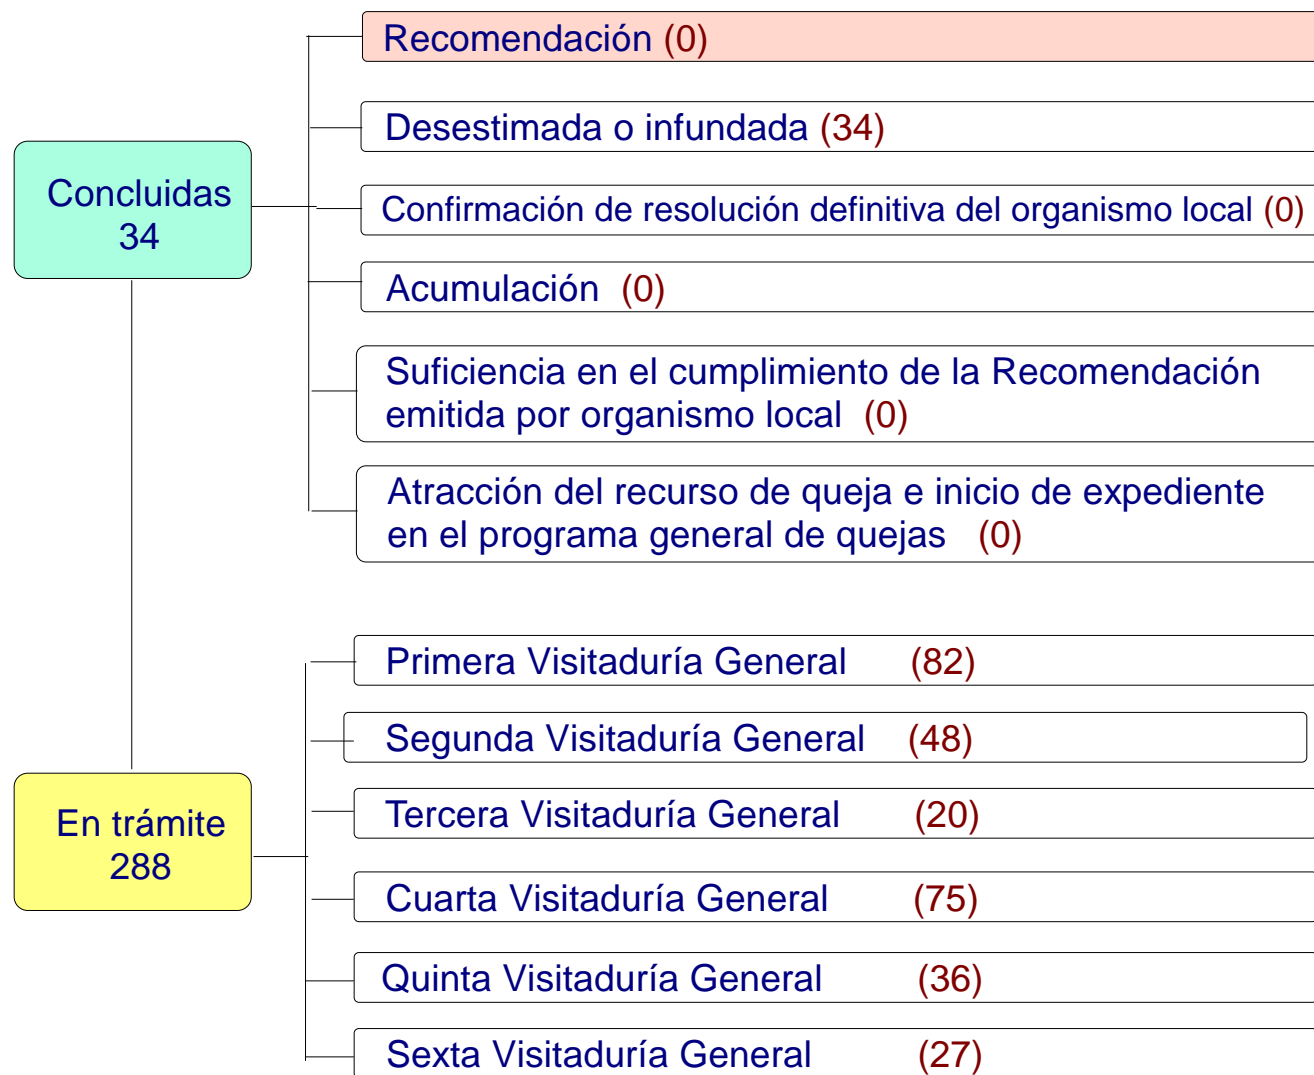 Recomendación (0)
Desestimada o infundada (34)
Concluidas
34
Confirmación de resolución definitiva del organismo local (0)
Acumulación (0)
Suficiencia en el cumplimiento de la Recomendación
emitida por organismo local (0)
Atracción del recurso de queja e inicio de expediente
en el programa general de quejas (0)
Primera Visitaduría General (82)
Segunda Visitaduría General (48)
En trámite
288
Tercera Visitaduría General (20)
Cuarta Visitaduría General (75)
Quinta Visitaduría General (36)
Sexta Visitaduría General (27)